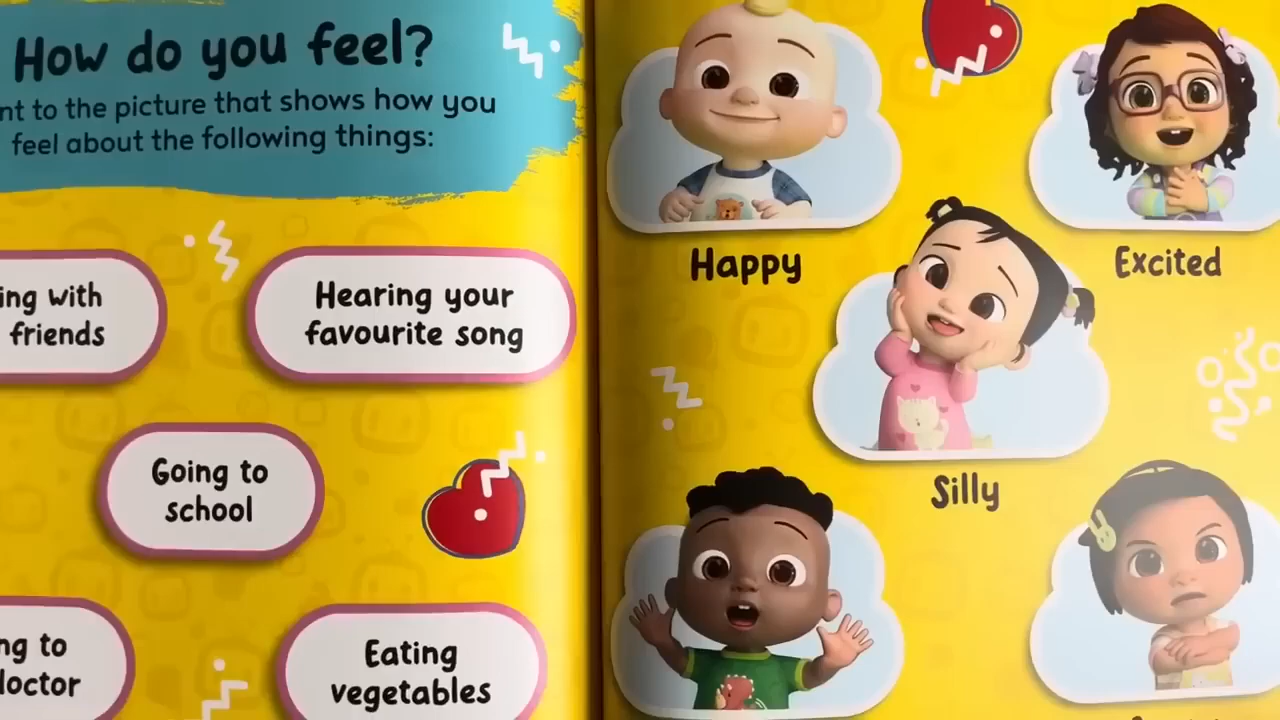 How do you feel?
nt to the picture that shows how you
feel about the following things:
ing with
friends
Hearing your
favourite song
Going to
school
ng to
doctor
Eating
vegetables
Happy
Excited
Silly